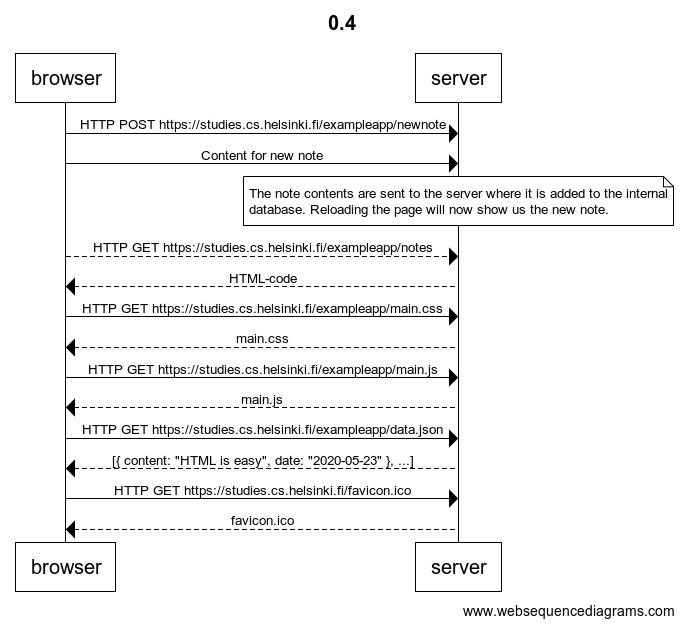 0.4
browser
server
HTTP POST https://studies.cs.helsinki.fi/exampleapp/newnote
Content for new note
The note contents are sent to the server where it is added to the internal
database. Reloading the page will now show us the new note.
HTTP GET https://studies.cs.helsinki.fi/exampleapp/notes
HTML-code
HTTP GET https://studies.cs.helsinki.fi/exampleapp/main.css
main.css
HTTP GET https://studies.cs.helsinki.fi/exampleapp/main.js
main.js
HTTP GET https://studies.cs.helsinki.fi/exampleapp/data.json
[{ content: "HTML is easy", date: "2020-05-23" }, ...]
HTTP GET https://studies.cs.helsinki.fi/favicon.ico
favicon.ico
browser
server
www.websequencediagrams.com